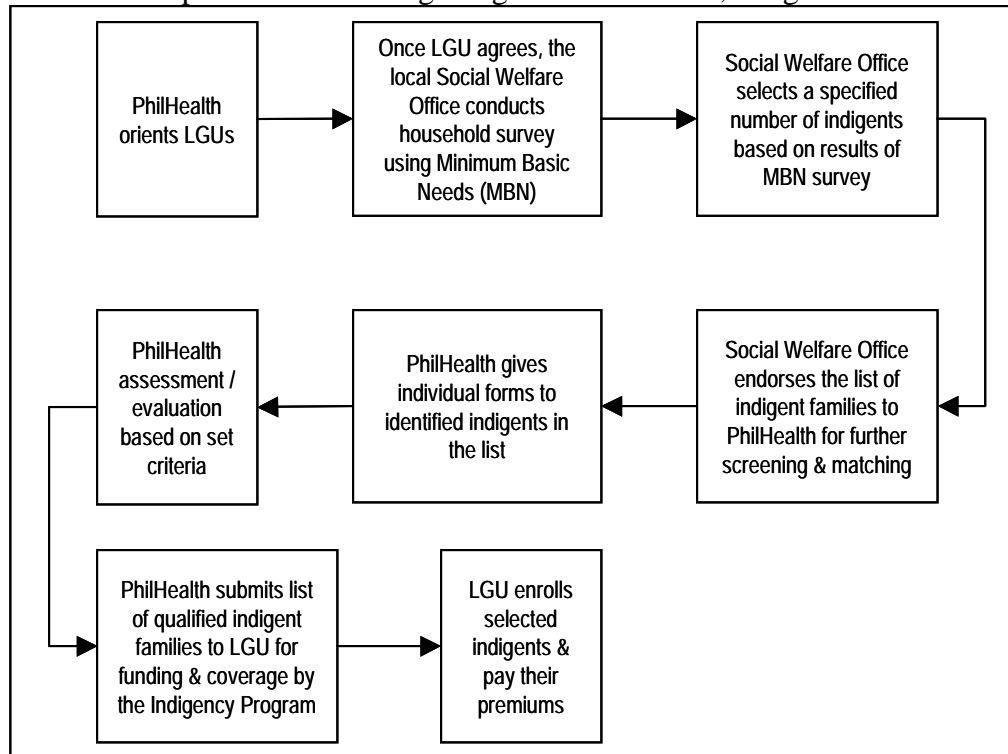 PhilHealth
orients LGUs
Once LGU agrees, the
local Social Welfare
Office conducts
household survey
using Minimum Basic
Needs (MBN)
Social Welfare Office
selects a specified
number of indigents
based on results of
MBN survey
Social Welfare Office
endorses the list of
indigent families to
PhilHealth for further
screening & matching
PhilHealth gives
individual forms to
identified indigents in
the list
PhilHealth
assessment /
evaluation
based on set
criteria
PhilHealth submits list
of qualified indigent
families to LGU for
funding & coverage by
the Indigency Program
LGU enrolls
selected
indigents &
pay their
premiums